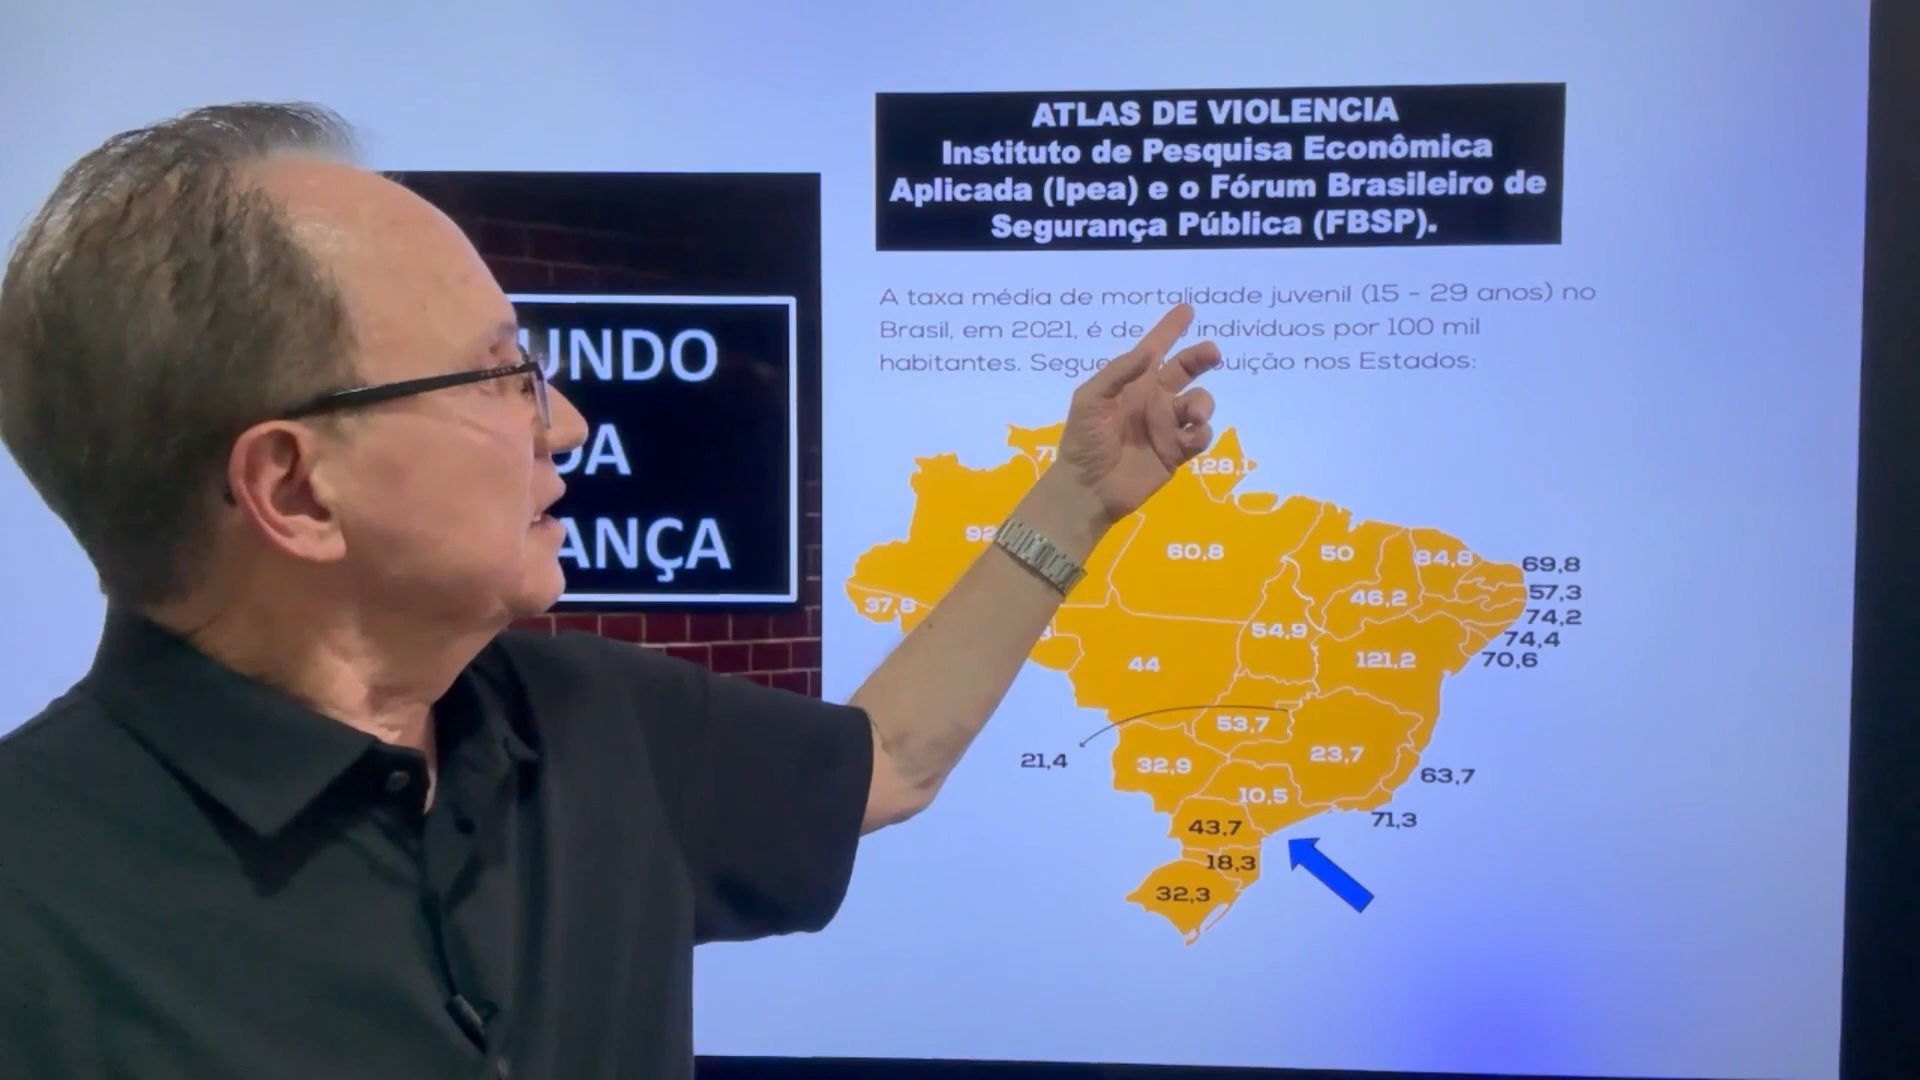 ATLAS DE VIOLENCIA
Instituto de Pesquisa Econômica
Aplicada (Ipea) e o Fórum Brasileiro de
Segurança Pública (FBSP).
UNDO
DA
ANÇA
A taxa média de mortalidade juvenil (15 - 29 anos) no
Brasil, em 2021, é de indivíduos por 100 mil
habitantes. nos Estados:
128,1
60,8
50
84,8
69,8
57,3
37,8
46,2
74,2
74,4
54,9
44
121,2
70,6
53,7
21,4
32,9
23,7
63,7
10,5
71,3
43,7
18,3
32,3